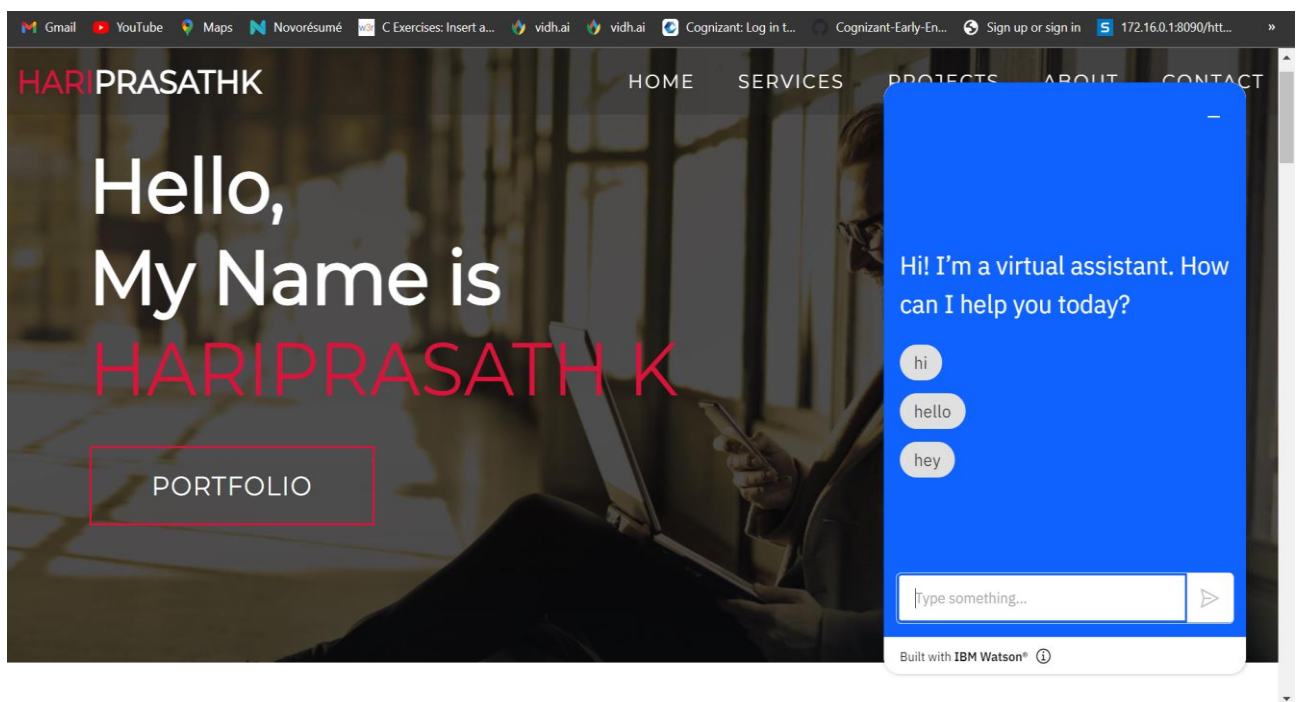 Gmail YouTube Maps Novorésumé C Exercises: Insert a... vidh.ai vidh.ai Cognizant: Log in t... Cognizant-Early-En... Sign up or sign in 172.16.0.1:8090/htt... »
HARIPRASATHK HOME SERVICES PROJECTS ABOUT CONTACT
Hello,
My Name is
HARIPRASATH K
PORTFOLIO
Hi! I’m a virtual assistant. How
can I help you today?
hi
hello
hey
Type something...
Built with IBM Watson®